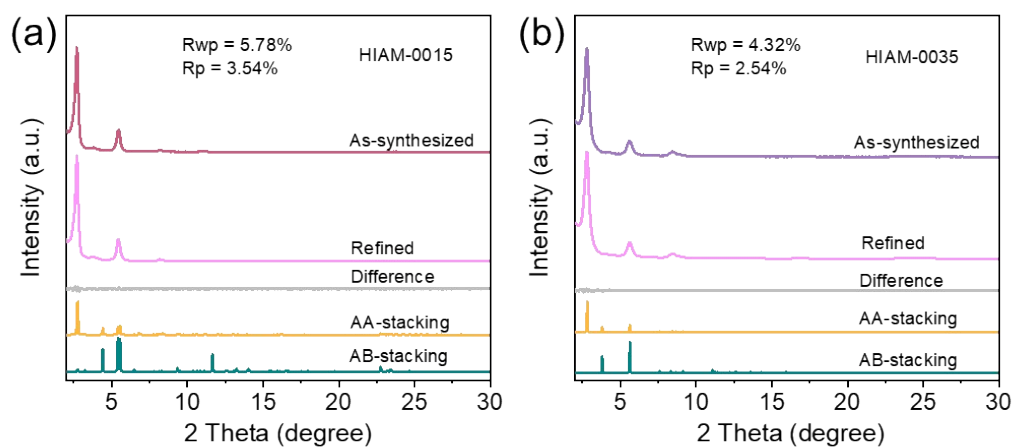 (a)
Rwp = 5.78%
Rp = 3.54%
HIAM-0015
As-synthesized
Refined
Difference
AA-stacking
AB-stacking
Intensity (a.u.)
5 10 15 20 25 30
2 Theta (degree)
(b)
Rwp = 4.32%
Rp = 2.54%
HIAM-0035
As-synthesized
Refined
Difference
AA-stacking
AB-stacking
Intensity (a.u.)
5 10 15 20 25 30
2 Theta (degree)